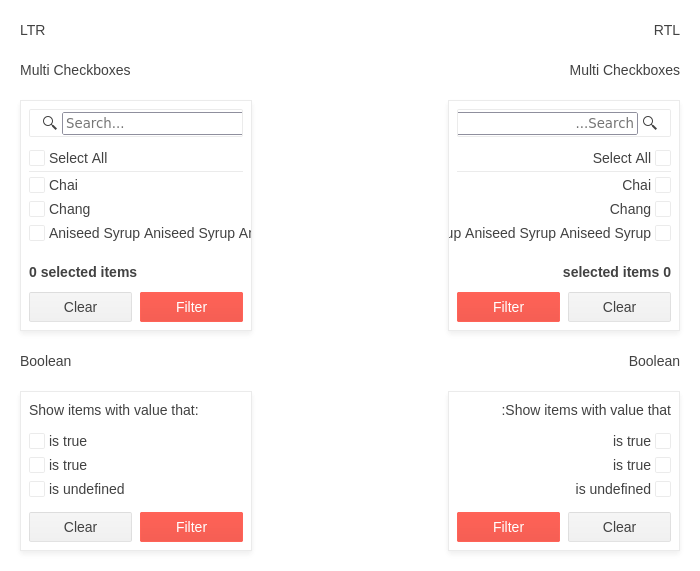 LTR
Multi Checkboxes
Search...
Select All
Chai
Chang
Aniseed Syrup Aniseed Syrup
0 selected items
Clear Filter
Boolean
Show items with value that:
is true
is true
is undefined
Clear Filter
RTL
Multi Checkboxes
...Search
Select All
Chai
Chang
Aniseed Syrup Aniseed Syrup
selected items 0
Filter Clear
Boolean
:Show items with value that
is true
is true
is undefined
Filter Clear